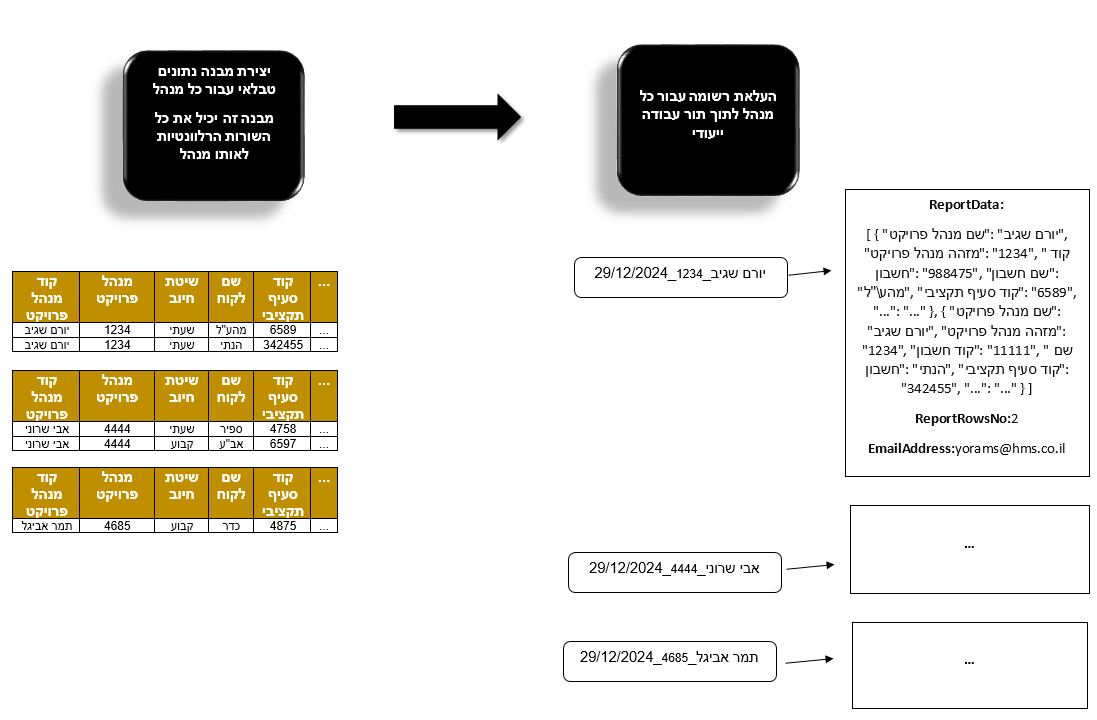 יצירת מבנה נתונים
טבלאי עבור כל מנהל
מבנה זה יכיל את כל
השורות הרלוונטיות
לאותו מנהל
העלאת רשומה עבור כל
מנהל לתוך תור עבודה
ייעודי
קוד
מנהל
פרויקט
מנהל
פרויקט
שיטת
חיוב
שם
לקוח
קוד
סעיף
תקציבי
...
יורם שגיב 1234 שעתי מהע"ל 6589 ...
יורם שגיב 1234 שעתי הנתי 342455 ...
קוד
מנהל
פרויקט
מנהל
פרויקט
שיטת
חיוב
שם
לקוח
קוד
סעיף
תקציבי
...
אבי שרוני 4444 שעתי ספיר 4758 ...
אבי שרוני 4444 קבוע אב"ע 6597 ...
קוד
מנהל
פרויקט
מנהל
פרויקט
שיטת
חיוב
שם
לקוח
קוד
סעיף
תקציבי
...
תמר אביגל 4685 קבוע כדר 4875 ...
יורם שגיב_1234_29/12/2024
ReportData:
[ { "שם מנהל פרויקט": "יורם שגיב",
"מזהה מנהל פרויקט": "1234", "קוד
חשבון": "988475", "שם חשבון":
"מהע\"ל", "קוד סעיף תקציבי": "6589",
"...": "..." }, { "שם מנהל פרויקט":
"יורם שגיב", "מזהה מנהל פרויקט":
"1234", "קוד חשבון": "11111", "שם
חשבון": "הנתי", "קוד סעיף תקציבי":
"342455", "...": "..." } ]
ReportRowsNo:2
EmailAddress:yorams@hms.co.il
אבי שרוני_4444_29/12/2024
...
תמר אביגל_4685_29/12/2024
...